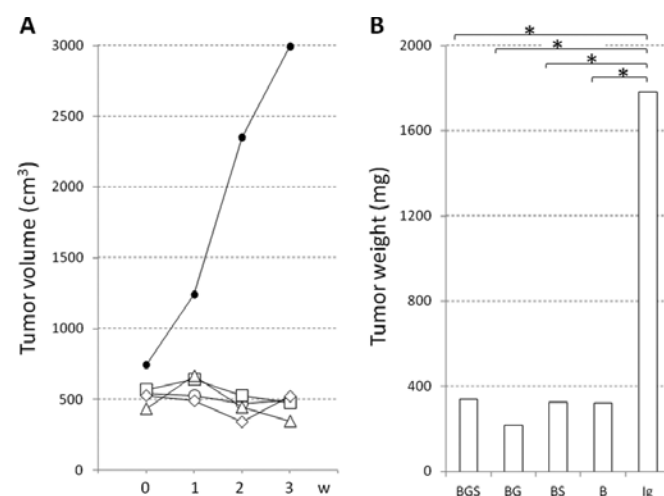 A
Tumor volume (cm³)
3000
2500
2000
1500
1000
500
0
0 1 2 3 w
B
Tumor weight (mg)
2000
1600
1200
800
400
0
*
*
*
*
BGS BG BS B Ig